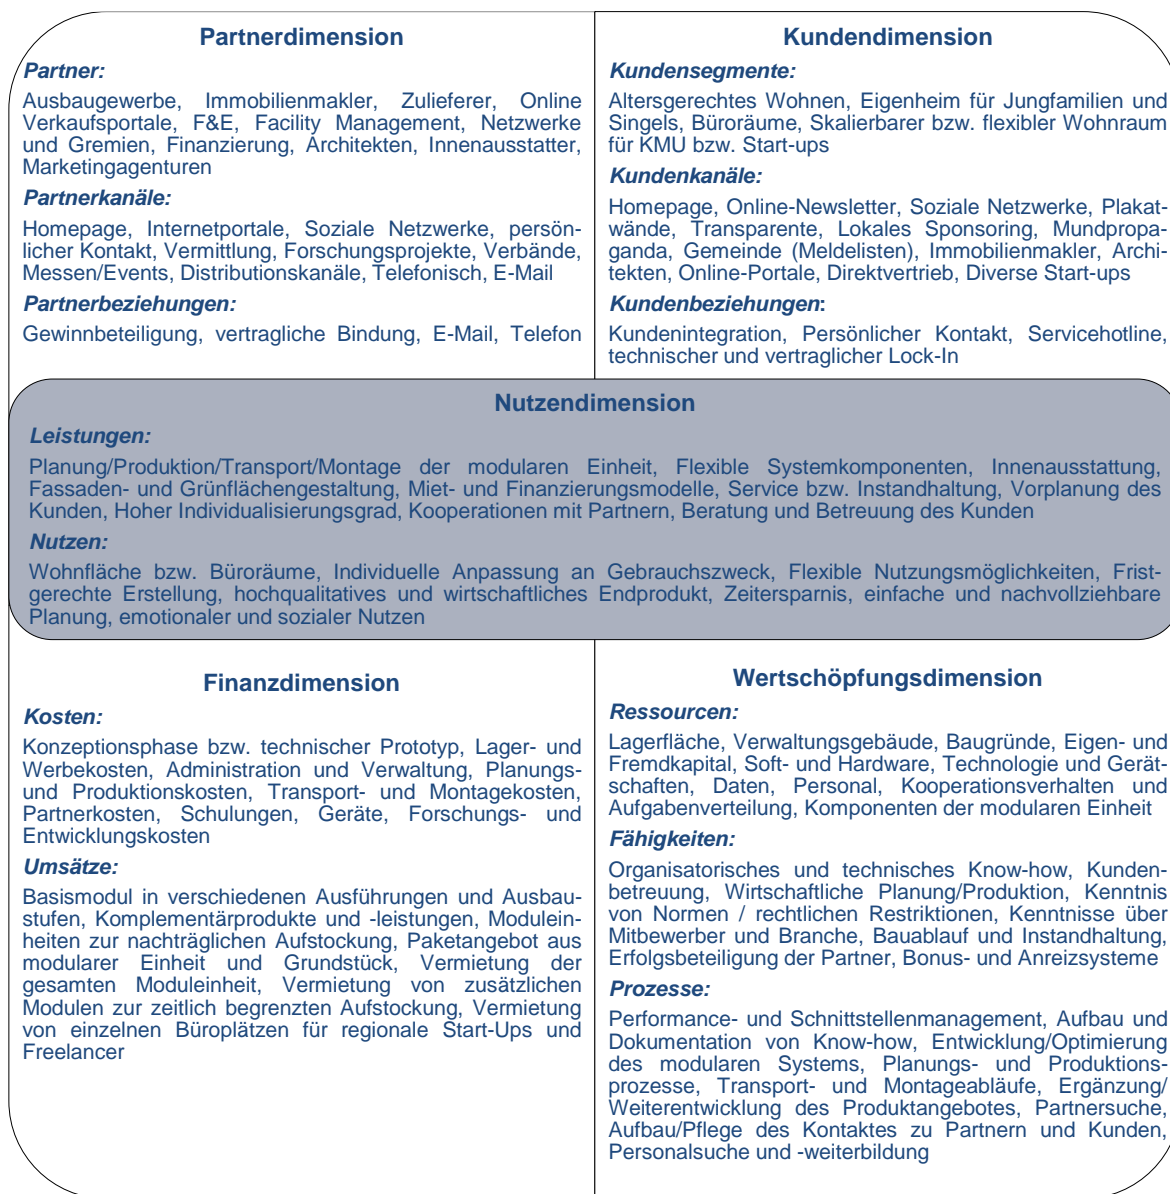 Partnerdimension
Partner:
Ausbaugewerbe, Immobilienmakler, Zulieferer, Online
Verkaufsportale, F&E, Facility Management, Netzwerke
und Gremien, Finanzierung, Architekten, Innenausstatter,
Marketingagenturen
Partnerkanäle:
Homepage, Internetportale, Soziale Netzwerke, persön-
licher Kontakt, Vermittlung, Forschungsprojekte, Verbände,
Messen/Events, Distributionskanäle, Telefonisch, E-Mail
Partnerbeziehungen:
Gewinnbeteiligung, vertragliche Bindung, E-Mail, Telefon
Kundendimension
Kundensegmente:
Altersgerechtes Wohnen, Eigenheim für Jungfamilien und
Singels, Büroräume, Skalierbarer bzw. flexibler Wohnraum
für KMU bzw. Start-ups
Kundenkanäle:
Homepage, Online-Newsletter, Soziale Netzwerke, Plakat-
wände, Transparente, Lokales Sponsoring, Mundpropa-
ganda, Gemeinde (Meldelisten), Immobilienmakler, Archi-
tekten, Online-Portale, Direktvertrieb, Diverse Start-ups
Kundenbeziehungen:
Kundenintegration, Persönlicher Kontakt, Servicehotline,
technischer und vertraglicher Lock-In
Nutzendimension
Leistungen:
Planung/Produktion/Transport/Montage der modularen Einheit, Flexible Systemkomponenten, Innenausstattung,
Fassaden- und Grünflächengestaltung, Miet- und Finanzierungsmodelle, Service bzw. Instandhaltung, Vorplanung des
Kunden, Hoher Individualisierungsgrad, Kooperationen mit Partnern, Beratung und Betreuung des Kunden
Nutzen:
Wohnfläche bzw. Büroräume, Individuelle Anpassung an Gebrauchszweck, Flexible Nutzungsmöglichkeiten, Frist-
gerechte Erstellung, hochqualitatives und wirtschaftliches Endprodukt, Zeitersparnis, einfache und nachvollziehbare
Planung, emotionaler und sozialer Nutzen
Finanzdimension
Kosten:
Konzeptionsphase bzw. technischer Prototyp, Lager- und
Werbekosten, Administration und Verwaltung, Planungs-
und Produktionskosten, Transport- und Montagekosten,
Partnerkosten, Schulungen, Geräte, Forschungs- und
Entwicklungskosten
Umsätze:
Basismodul in verschiedenen Ausführungen und Ausbau-
stufen, Komplementärprodukte und -leistungen, Modulein-
heiten zur nachträglichen Aufstockung, Paketangebot aus
modularer Einheit und Grundstück, Vermietung der
gesamten Moduleinheit, Vermietung von zusätzlichen
Modulen zur zeitlich begrenzten Aufstockung, Vermietung
von einzelnen Büroplätzen für regionale Start-Ups und
Freelancer
Wertschöpfungsdimension
Ressourcen:
Lagerfläche, Verwaltungsgebäude, Baugründe, Eigen- und
Fremdkapital, Soft- und Hardware, Technologie und Gerät-
schaften, Daten, Personal, Kooperationsverhalten und
Aufgabenverteilung, Komponenten der modularen Einheit
Fähigkeiten:
Organisatorisches und technisches Know-how, Kunden-
betreuung, Wirtschaftliche Planung/Produktion, Kenntnis
von Normen / rechtlichen Restriktionen, Kenntnisse über
Mitbewerber und Branche, Bauablauf und Instandhaltung,
Erfolgsbeteiligung der Partner, Bonus- und Anreizsysteme
Prozesse:
Performance- und Schnittstellenmanagement, Aufbau und
Dokumentation von Know-how, Entwicklung/Optimierung
des modularen Systems, Planungs- und Produktions-
prozesse, Transport- und Montageabläufe, Ergänzung/
Weiterentwicklung des Produktangebotes, Partnersuche,
Aufbau/Pflege des Kontaktes zu Partnern und Kunden,
Personalsuche und -weiterbildung